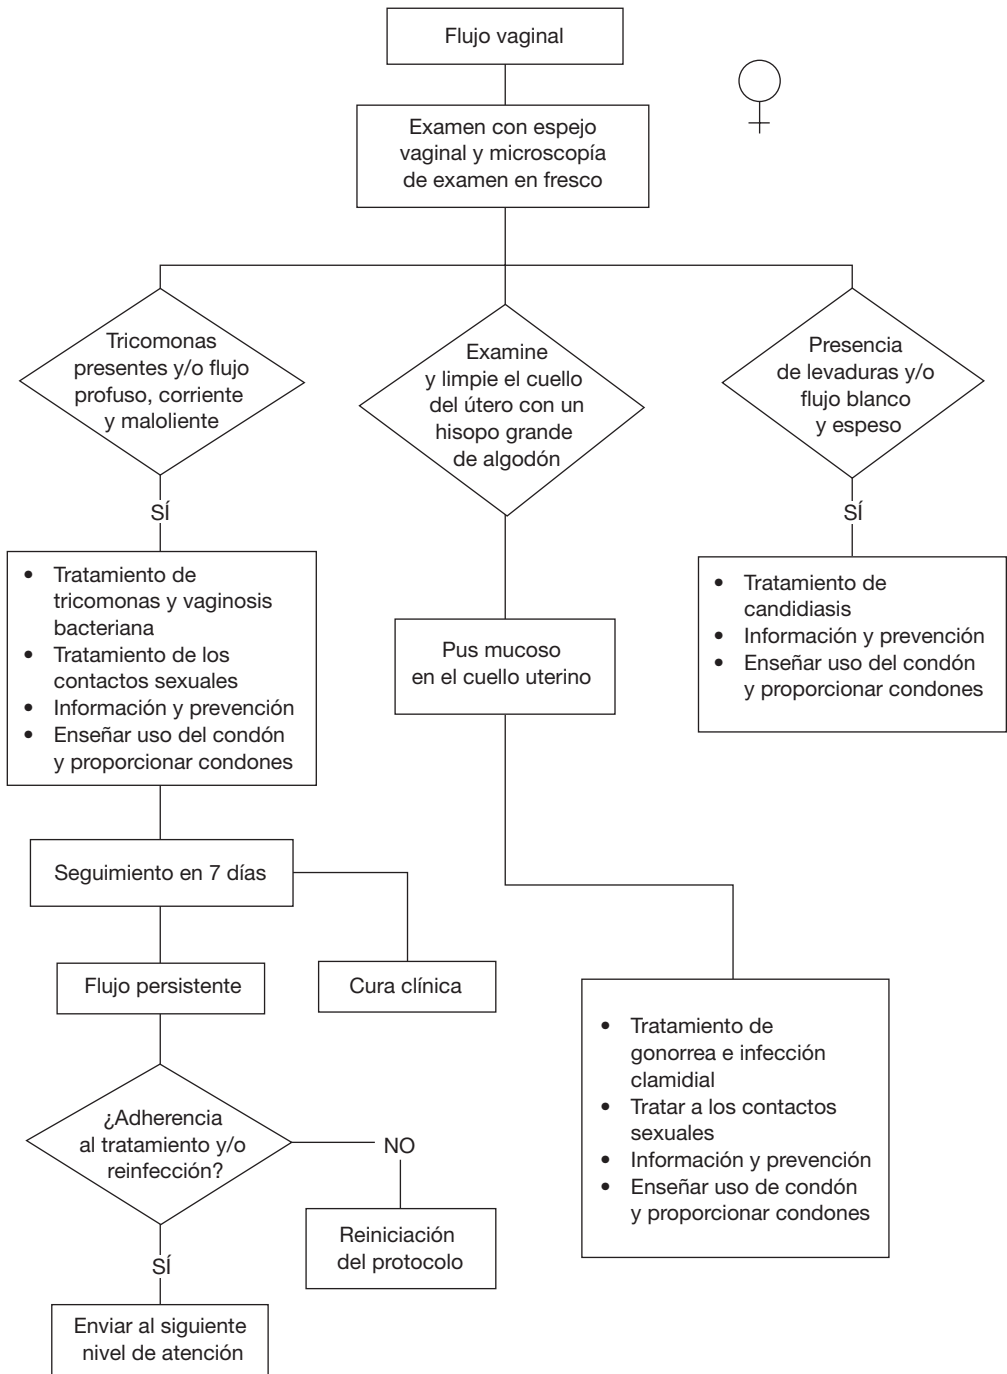 Flujo vaginal
Examen con espejo
vaginal y microscopía
de examen en fresco
Tricomonas
presentes y/o flujo
profuso, corriente
y maloliente
Examine
y limpie el cuello
del útero con un
hisopo grande
de algodón
Presencia
de levaduras y/o
flujo blanco
y espeso
SÍ
SÍ
• Tratamiento de
tricomonas y vaginosis
bacteriana
• Tratamiento de los
contactos sexuales
• Información y prevención
• Enseñar uso del condón
y proporcionar condones
Pus mucoso
en el cuello uterino
• Tratamiento de
candidiasis
• Información y prevención
• Enseñar uso del condón
y proporcionar condones
Seguimiento en 7 días
Flujo persistente
Cura clínica
• Tratamiento de
gonorrea e infección
clamidial
• Tratar a los contactos
sexuales
• Información y prevención
• Enseñar uso de condón
y proporcionar condones
¿Adherencia
al tratamiento y/o
reinfección?
NO
Reiniciación
del protocolo
SÍ
Enviar al siguiente
nivel de atención